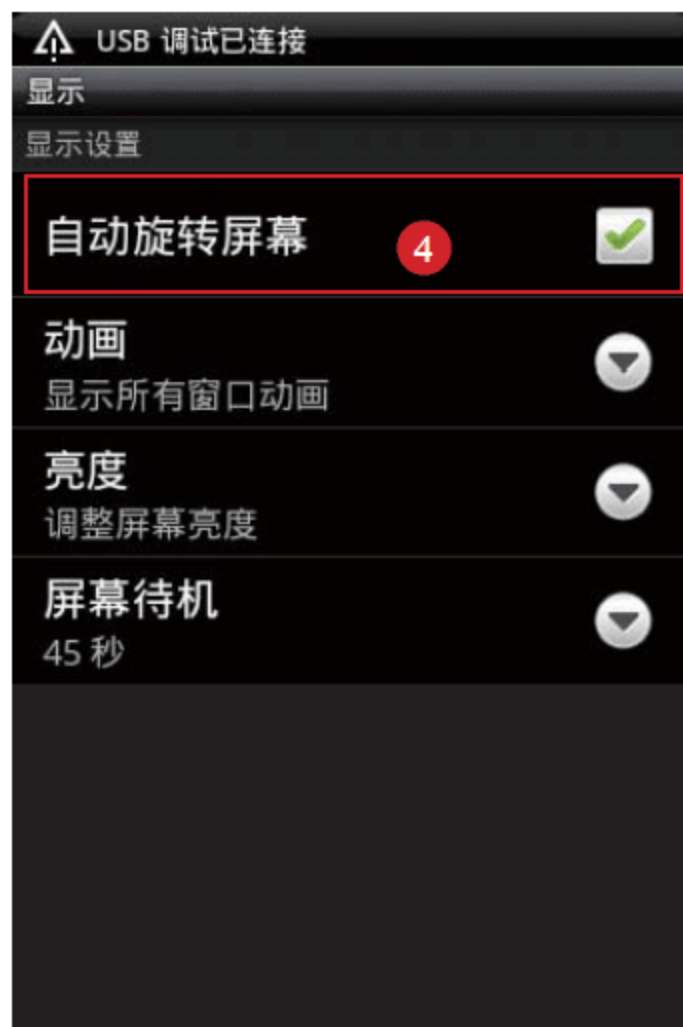 USB 调试已连接
显示
显示设置
自动旋转屏幕
4
动画
显示所有窗口动画
亮度
调整屏幕亮度
屏幕待机
45 秒